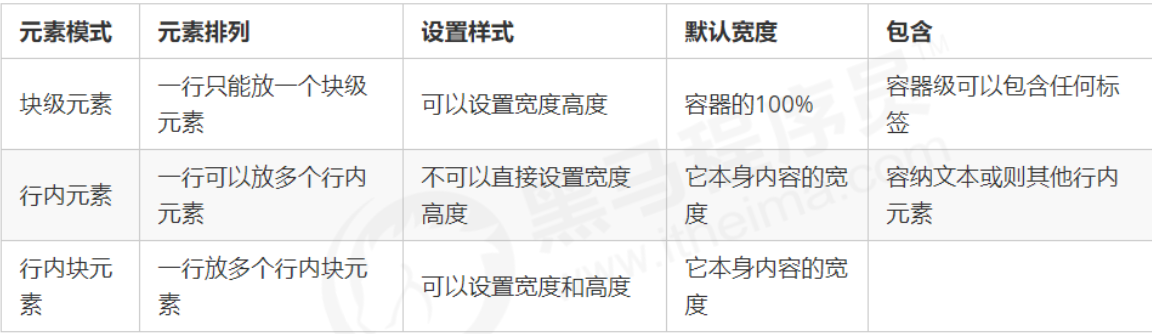 元素模式 元素排列 设置样式 默认宽度 包含
块级元素 一行只能放一个块级元素 可以设置宽度高度 容器的100% 容器级可以包含任何标签
行内元素 一行可以放多个行内元素 不可以直接设置宽度高度 它本身内容的宽度 容纳文本或则其他行内元素
行内块元素 一行放多个行内块元素 可以设置宽度和高度 它本身内容的宽度
黑马程序员™
www.itheima.com